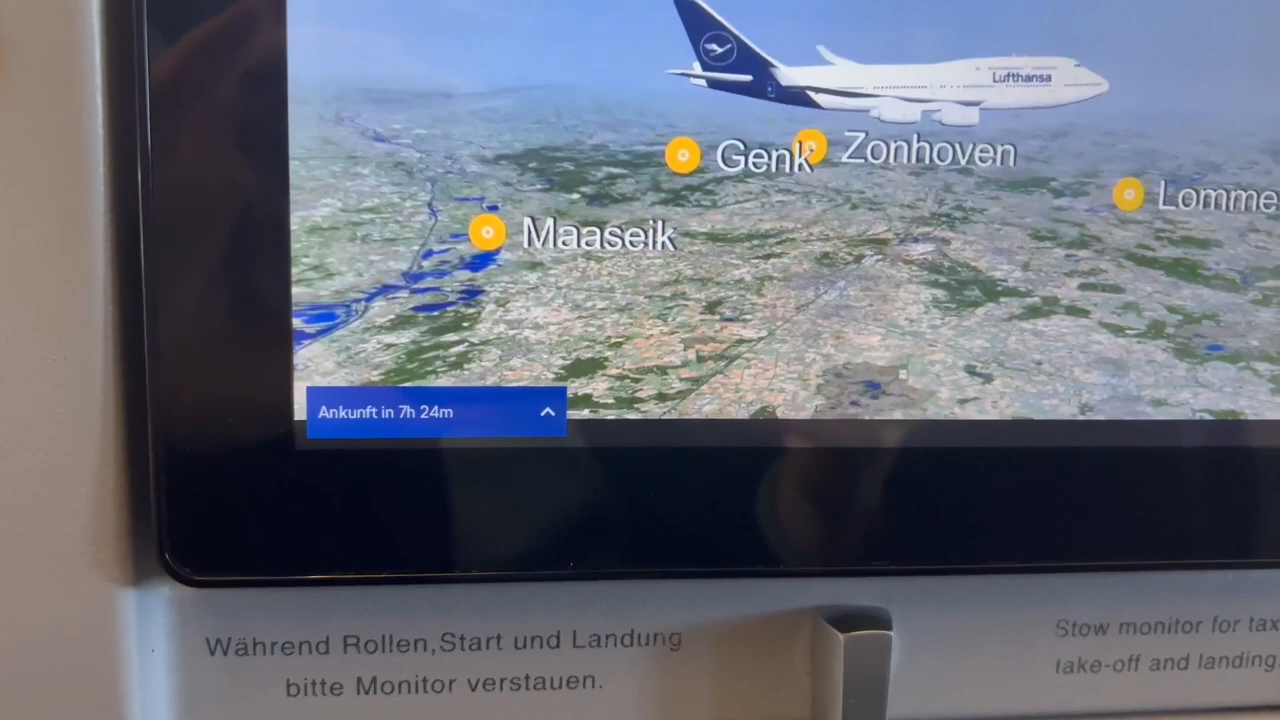 Lufthansa
Genk
Zonhoven
Lomme
Maaseik
Ankunft in 7h 24m
Während Rollen,Start und Landung
bitte Monitor verstauen.
Stow monitor for tax
take-off and landing.